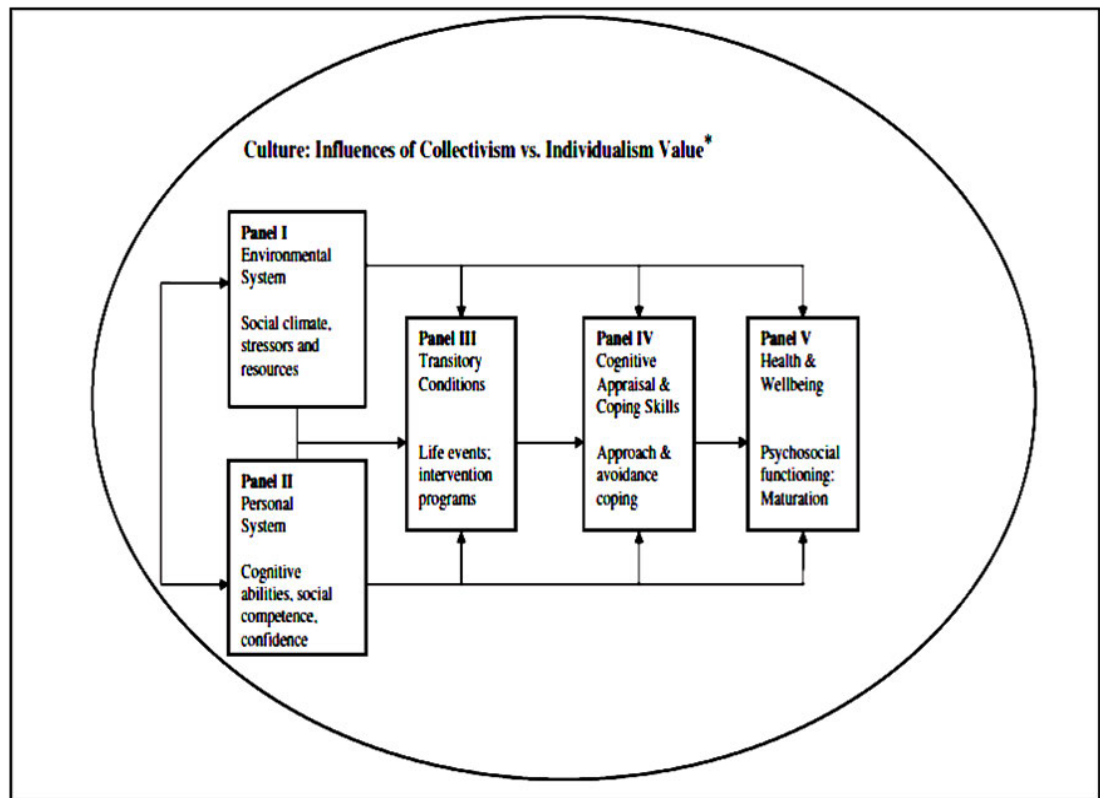 Culture: Influences of Collectivism vs. Individualism Value*
Panel I
Environmental
System
Social climate,
stressors and
resources
Panel II
Personal
System
Cognitive
abilities, social
competence,
confidence
Panel III
Transitory
Conditions
Life events;
intervention
programs
Panel IV
Cognitive
Appraisal &
Coping Skills
Approach &
avoidance
coping
Panel V
Health &
Wellbeing
Psychosocial
functioning:
Maturation